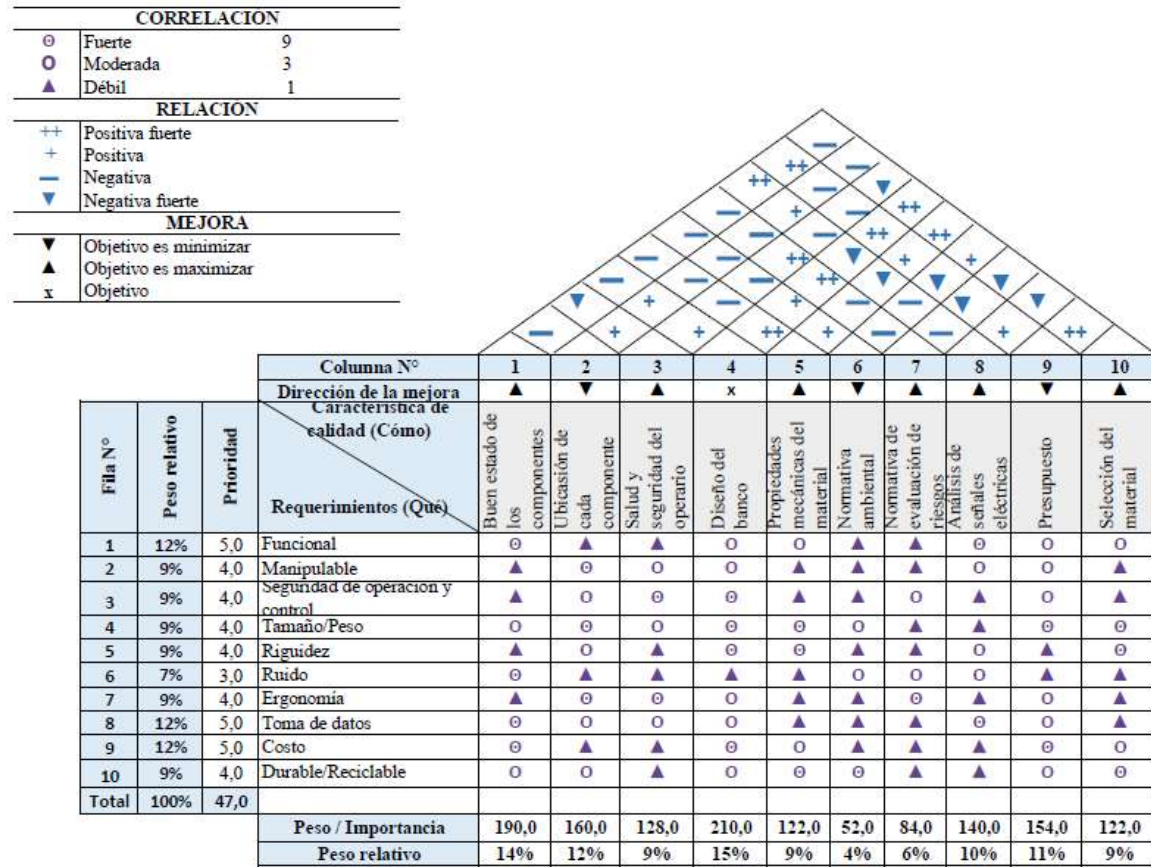 CORRELACIÓN
ʘ Fuerte 9
O Moderada 3
▲ Débil 1
RELACIÓN
++ Positiva fuerte
+ Positiva
— Negativa
▼ Negativa fuerte
MEJORA
▼ Objetivo es minimizar
▲ Objetivo es maximizar
x Objetivo
—
++ —
++ — ▼
— + — ++
— — — ++ ++
— — ++ ▼ + +
— — — ++ ▼ ▼ ▼
▼ + — + — — ▼ ▼
— + + ++ + — — + ++
Columna N° 1 2 3 4 5 6 7 8 9 10
Dirección de la mejora ▲ ▼ ▲ x ▲ ▼ ▲ ▲ ▼ ▲
Fila N°
Peso relativo
Prioridad
Característica de
calidad (Cómo)
Requerimientos (Qué)
Buen estado de
los componentes
Ubicasión de
cada
componente
Salud y
seguridad del
operario
Diseño del
banco
Propiedades
mecánicas del
material
Normativa
ambiental
Normativa de
evaluación de
riesgos
Análisis de
señales
eléctricas
Presupuesto
Selección del
material
1 12% 5,0 Funcional ʘ ▲ ▲ O O ▲ ▲ ʘ O O
2 9% 4,0 Manipulable ▲ ʘ O O ▲ ▲ ▲ O O ▲
3 9% 4,0 Seguridad de operación y
control ▲ O ʘ ʘ ▲ ▲ O ▲ O ▲
4 9% 4,0 Tamaño/Peso O ʘ O ʘ ʘ O ▲ ▲ ʘ ʘ
5 9% 4,0 Riguidez ▲ O ▲ ʘ ʘ ▲ ▲ O ▲ ʘ
6 7% 3,0 Ruido ʘ ▲ ▲ ▲ ▲ O O O ▲ ▲
7 9% 4,0 Ergonomía ▲ ʘ ʘ O ▲ ▲ ʘ ▲ O ▲
8 12% 5,0 Toma de datos ʘ O O O ▲ ▲ ▲ ʘ O ▲
9 12% 5,0 Costo ʘ ▲ ▲ ʘ O ▲ ▲ ▲ ʘ O
10 9% 4,0 Durable/Reciclable O O ▲ O ʘ ʘ ▲ ▲ O ʘ
Total 100% 47,0
Peso / Importancia 190,0 160,0 128,0 210,0 122,0 52,0 84,0 140,0 154,0 122,0
Peso relativo 14% 12% 9% 15% 9% 4% 6% 10% 11% 9%